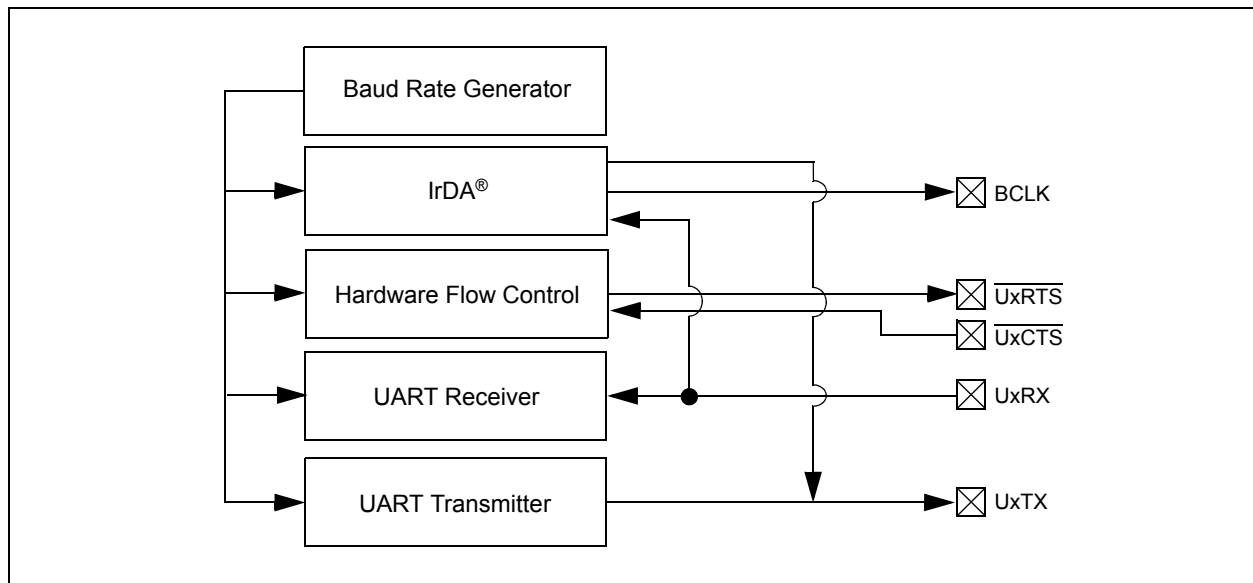 Baud Rate Generator
IrDA®
BCLK
Hardware Flow Control
UxRTS
UxCTS
UART Receiver
UxRX
UART Transmitter
UxTX